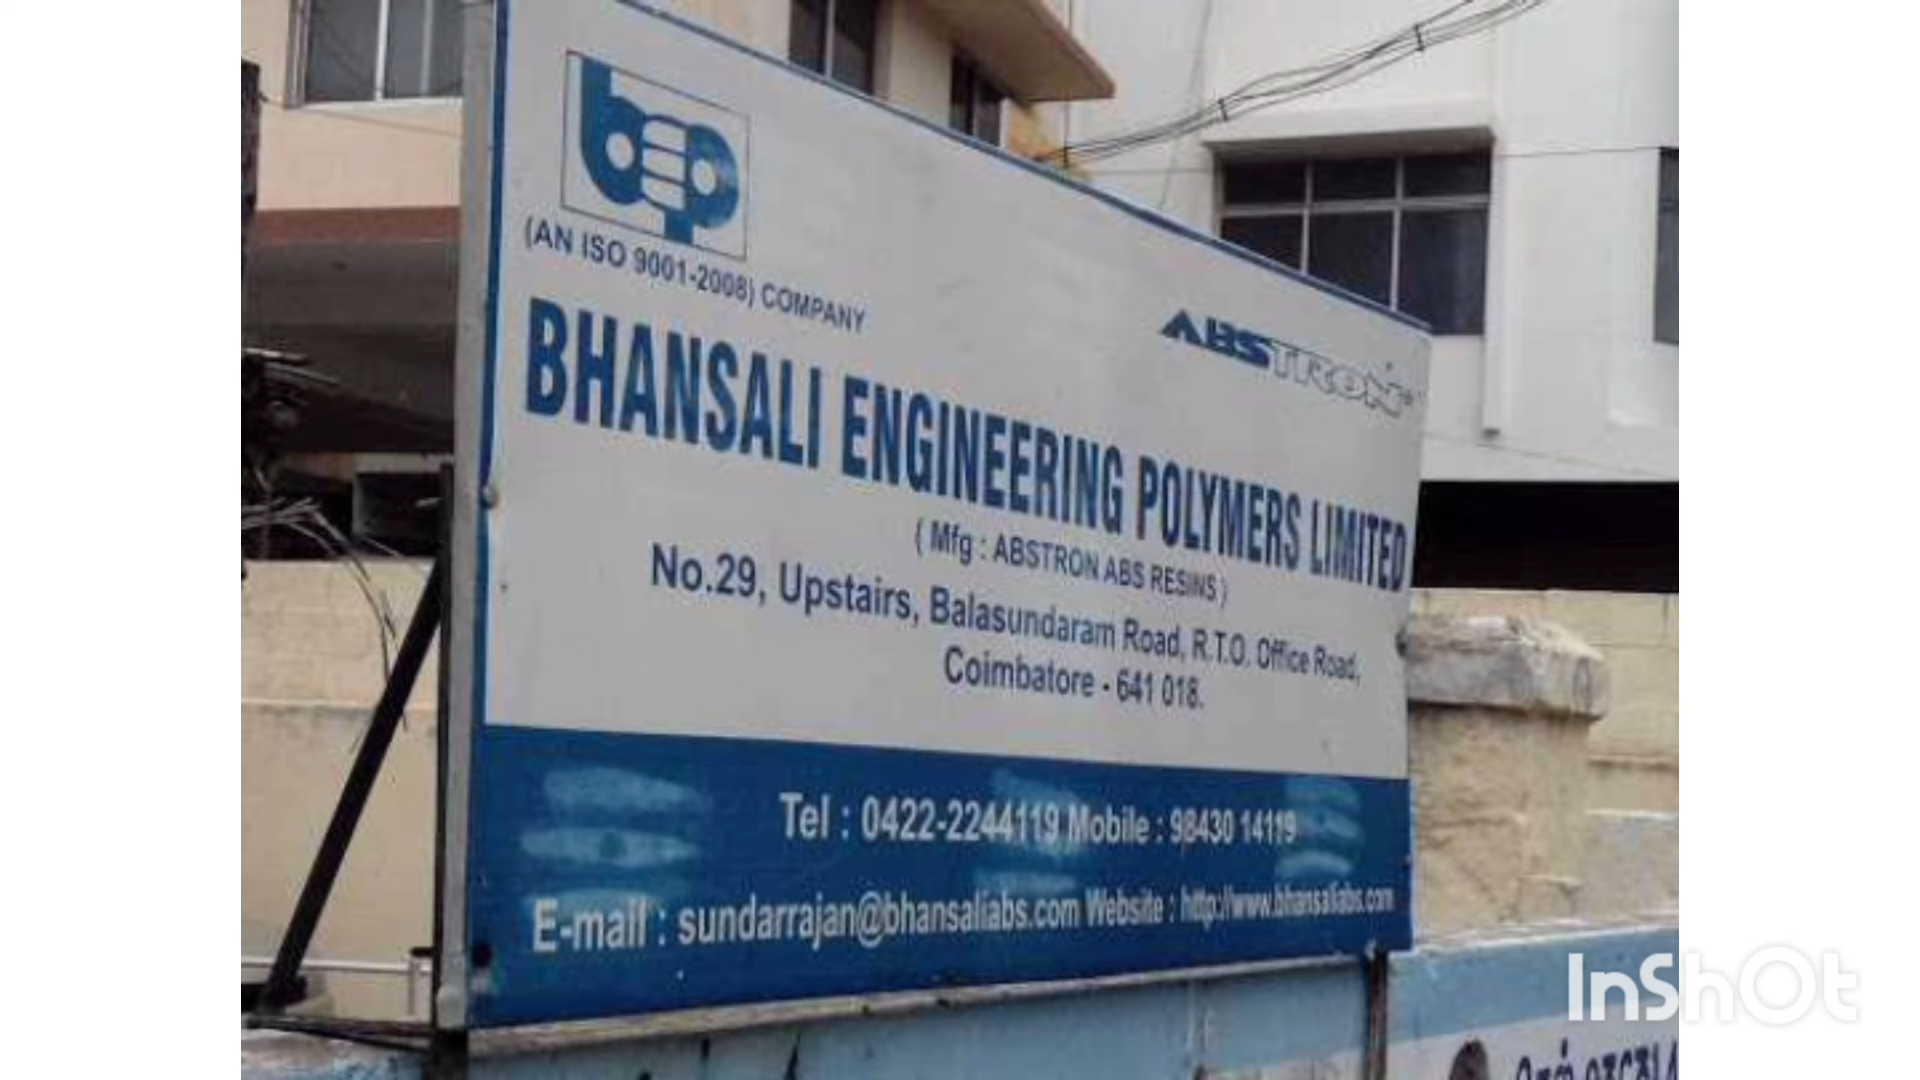 bep
(AN ISO 9001-2008) COMPANY
ABSTRON
BHANSALI ENGINEERING POLYMERS LIMITED
( Mfg : ABSTRON ABS RESINS )
No.29, Upstairs, Balasundaram Road, R.T.O. Office Road,
Coimbatore - 641 018.
Tel : 0422-2244119 Mobile : 98430 14119
E-mail : sundarrajan@bhansaliabs.com Website : http://www.bhansaliabs.com
InShOt